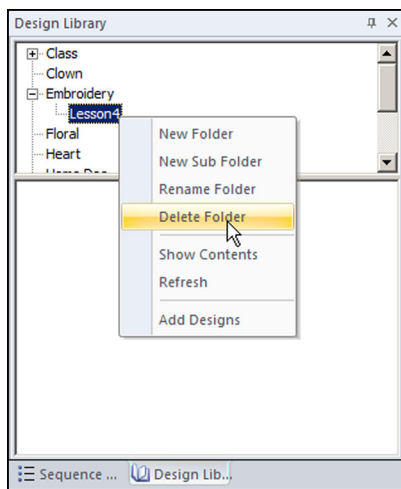 Design Library
Class
Clown
Embroidery
Lesson4
Floral
Heart
New Folder
New Sub Folder
Rename Folder
Delete Folder
Show Contents
Refresh
Add Designs
Sequence ...
Design Lib...